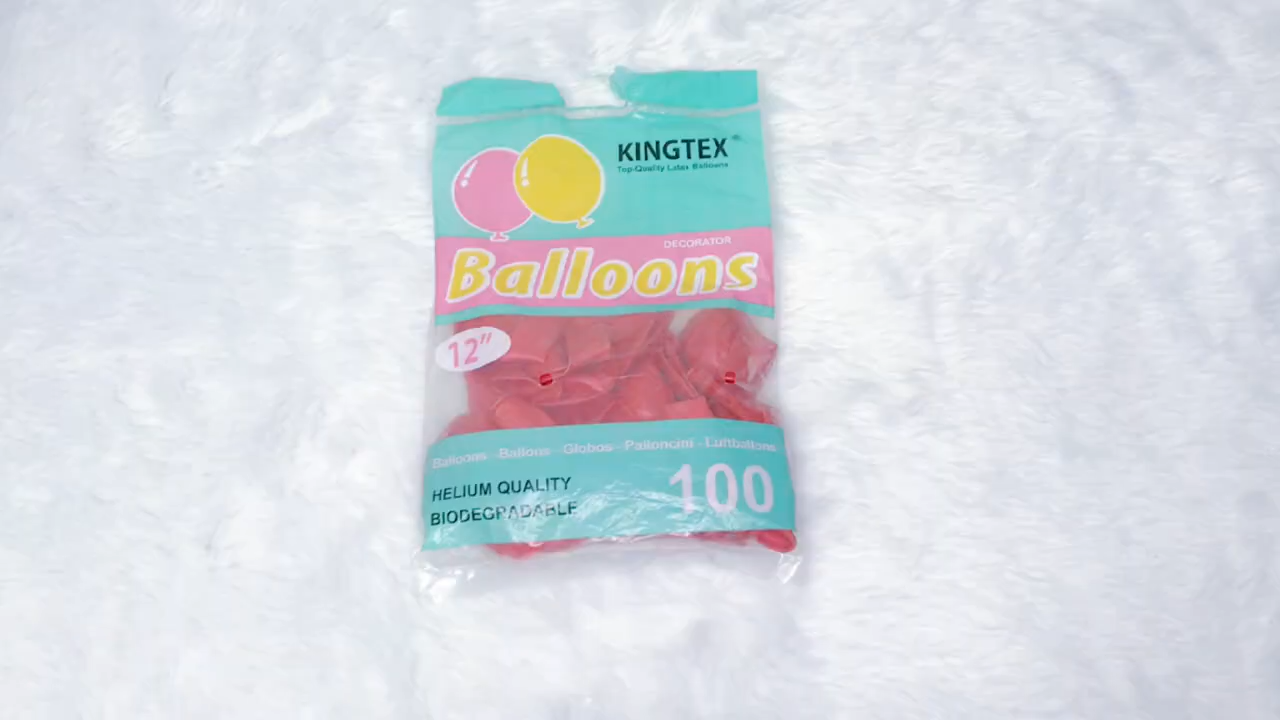 KINGTEX®
Top-Quality Latex Balloons
DECORATOR
Balloons
12"
Balloons Ballons Globos Palloncini Luftballons
HELIUM QUALITY
BIODEGRADABLE
100